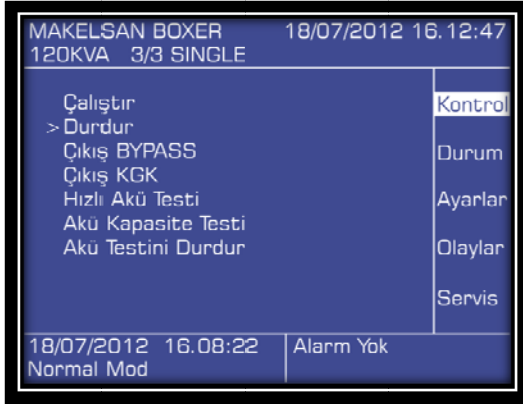 MAKELSAN BOXER 18/07/2012 16.12:47
120KVA 3/3 SINGLE
Çalıştır
>Durdur
Çıkış BYPASS
Çıkış KGK
Hızlı Akü Testi
Akü Kapasite Testi
Akü Testini Durdur
Kontrol
Durum
Ayarlar
Olaylar
Servis
18/07/2012 16.08:22
Normal Mod
Alarm Yok